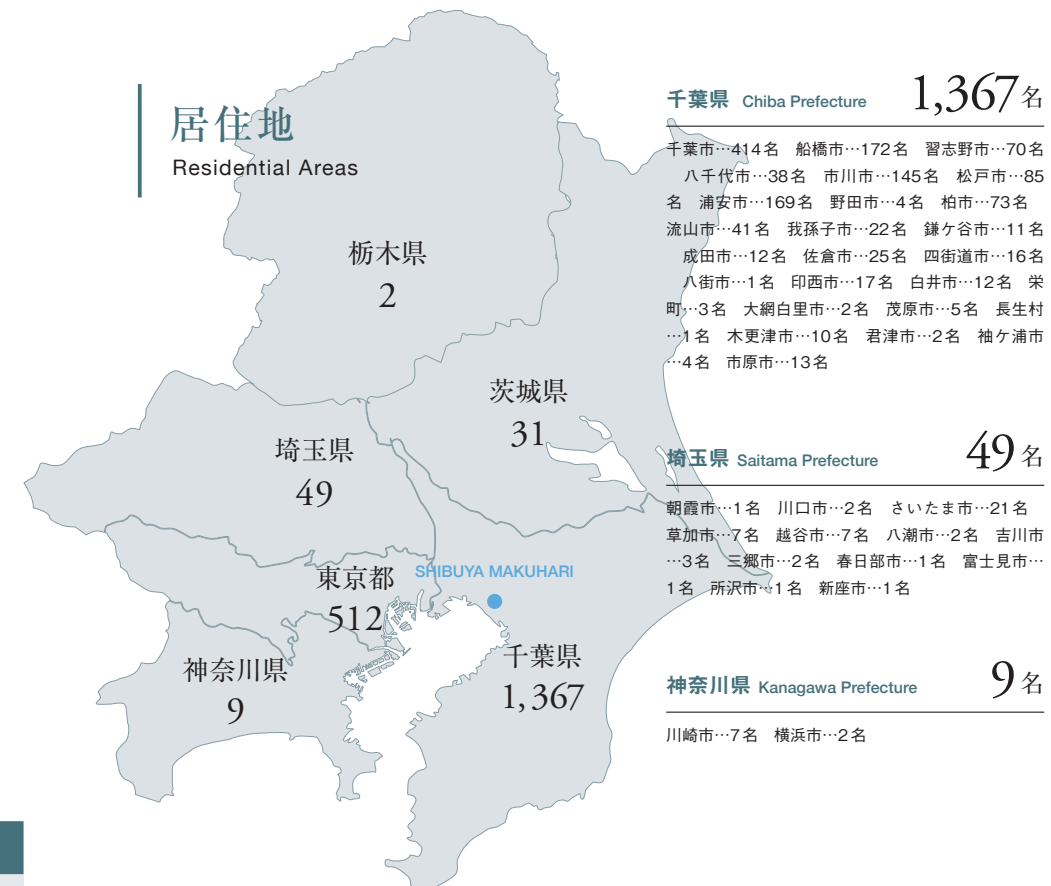 居住地
Residential Areas
栃木県
2
茨城県
31
埼玉県
49
東京都
512
SHIBUYA MAKUHARI
千葉県
1,367
神奈川県
9
千葉県 Chiba Prefecture 1,367名
千葉市…414名 船橋市…172名 習志野市…70名
八千代市…38名 市川市…145名 松戸市…85
名 浦安市…169名 野田市…4名 柏市…73名
流山市…41名 我孫子市…22名 鎌ケ谷市…11名
成田市…12名 佐倉市…25名 四街道市…16名
八街市…1名 印西市…17名 白井市…12名 栄
町…3名 大網白里市…2名 茂原市…5名 長生村
…1名 木更津市…10名 君津市…2名 袖ケ浦市
…4名 市原市…13名
埼玉県 Saitama Prefecture 49名
朝霞市…1名 川口市…2名 さいたま市…21名
草加市…7名 越谷市…7名 八潮市…2名 吉川市
…3名 三郷市…2名 春日部市…1名 富士見市…
1名 所沢市…1名 新座市…1名
神奈川県 Kanagawa Prefecture 9名
川崎市…7名 横浜市…2名